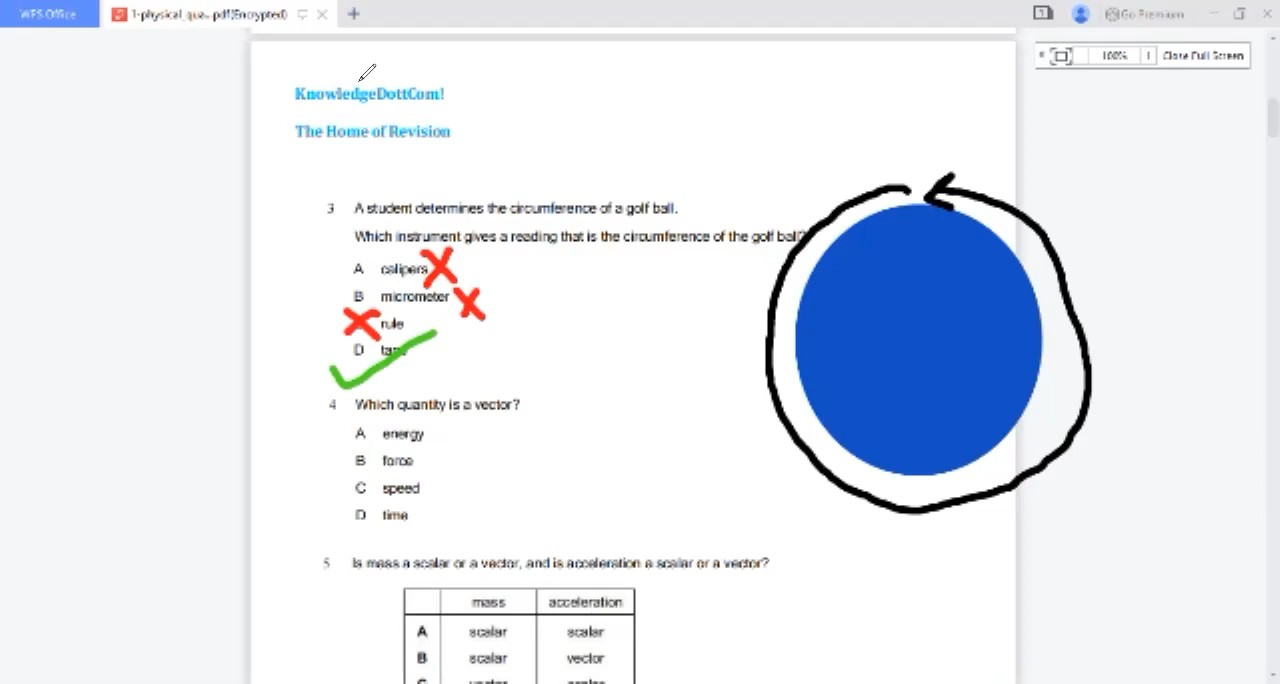 WPS Office
1-physical_qua... pdf(Encrypted)
Go Premium
100%
Close Full Screen
KnowledgeDottCom!
The Home of Revision
3 A student determines the circumference of a golf ball.
Which instrument gives a reading that is the circumference of the golf ball?
A calipers
B micrometer
rule
D tape
4 Which quantity is a vector?
A energy
B force
C speed
D time
5 Is mass a scalar or a vector, and is acceleration a scalar or a vector?
mass acceleration
A scalar scalar
B scalar vector